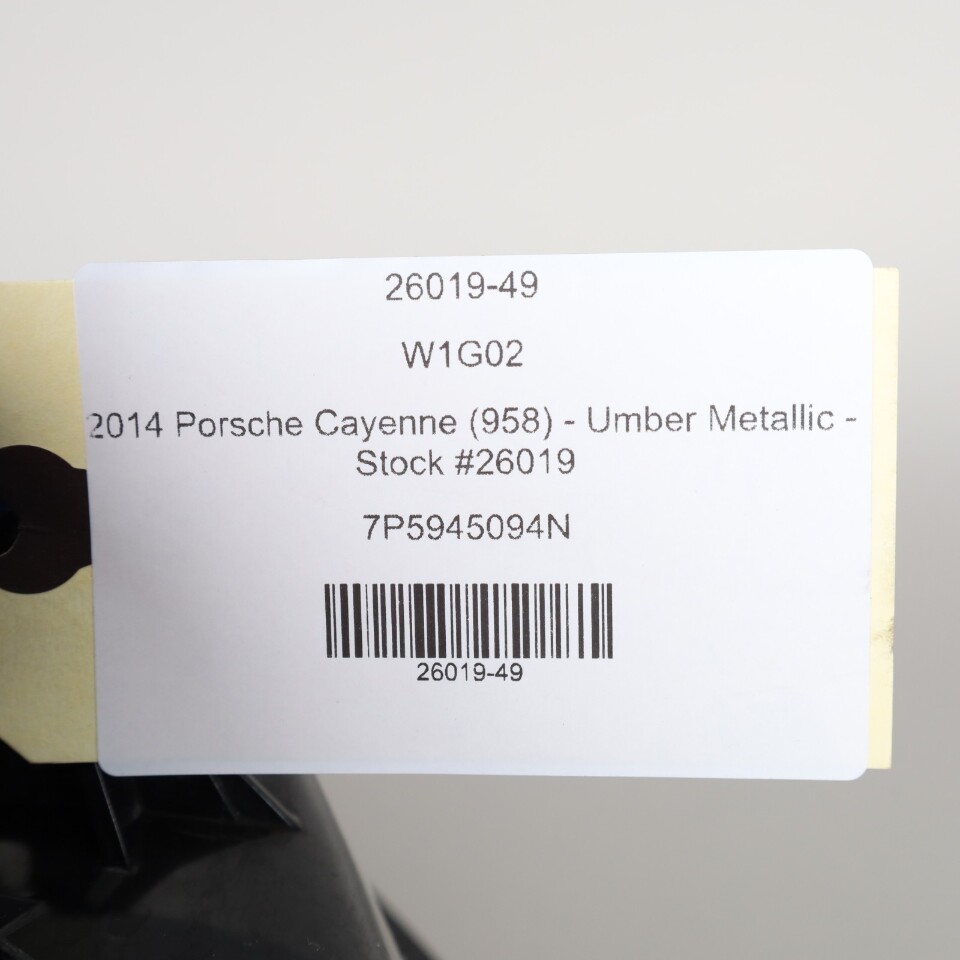 26019-49
W1G02
2014 Porsche Cayenne (958) - Umber Metallic -
Stock #26019
7P5945094N
26019-49